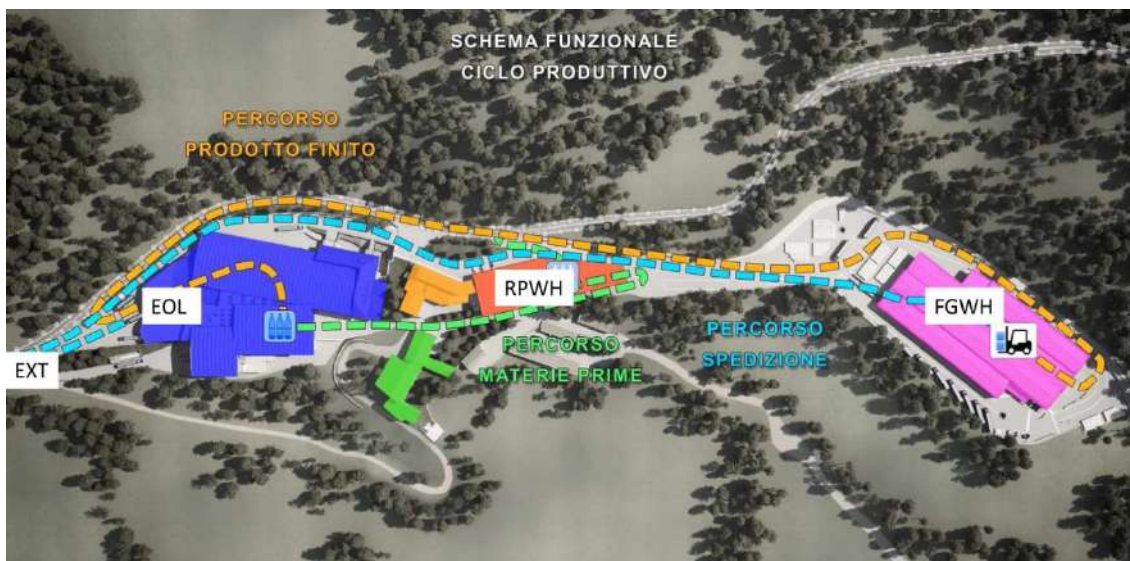 SCHEMA FUNZIONALE
CICLO PRODUTTIVO
PERCORSO
PRODOTTO FINITO
EOL
RPWH
FGWH
PERCORSO
MATERIE PRIME
PERCORSO
SPEDIZIONE
EXT